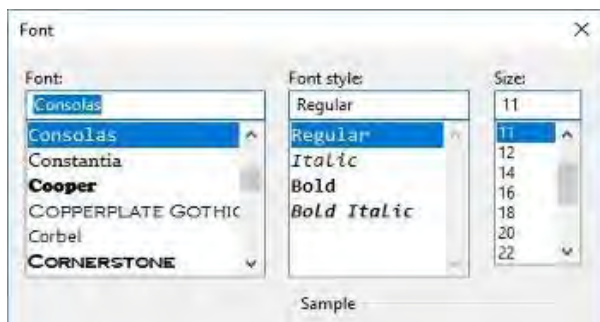 Font
Font: Font style: Size:
Consolas Regular 11
Consolas Regular 11
Constantia Italic 12
Cooper Bold 14
COPPERPLATE GOTHIC Bold Italic 16
Corbel 18
CORNERSTONE 20
22
Sample